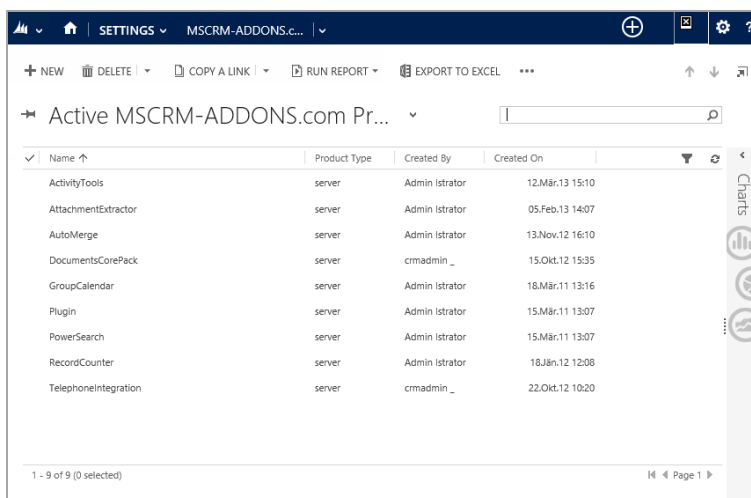 SETTINGS MSCRM-ADDONS.c... ?
NEW DELETE COPY A LINK RUN REPORT EXPORT TO EXCEL ...
Active MSCRM-ADDONS.com Pr...
Name Product Type Created By Created On
ActivityTools server Admin Istrator 12.Mär.13 15:10
AttachmentExtractor server Admin Istrator 05.Feb.13 14:07
AutoMerge server Admin Istrator 13.Nov.12 16:10
DocumentsCorePack server crmadmin _ 15.Okt.12 15:35
GroupCalendar server Admin Istrator 18.Mär.11 13:16
Plugin server Admin Istrator 15.Mär.11 13:07
PowerSearch server Admin Istrator 15.Mär.11 13:07
RecordCounter server Admin Istrator 18.Jän.12 12:08
TelephoneIntegration server crmadmin _ 22.Okt.12 10:20
Charts
1 - 9 of 9 (0 selected) Page 1